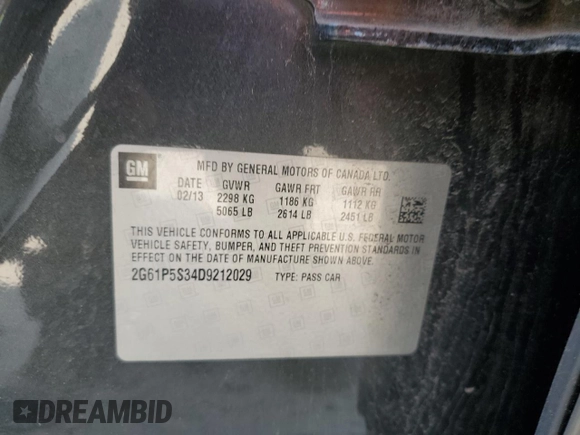 GM
MFD BY GENERAL MOTORS OF CANADA LTD.
DATE GVWR GAWR FRT GAWR RR
02/13 2298 KG 1186 KG 1112 KG
5065 LB 2614 LB 2451 LB
THIS VEHICLE CONFORMS TO ALL APPLICABLE U.S. FEDERAL MOTOR
VEHICLE SAFETY, BUMPER, AND THEFT PREVENTION STANDARDS IN
EFFECT ON THE DATE OF MANUFACTURE SHOWN ABOVE.
2G61P5S34D9212029 TYPE: PASS CAR
DREAMBID